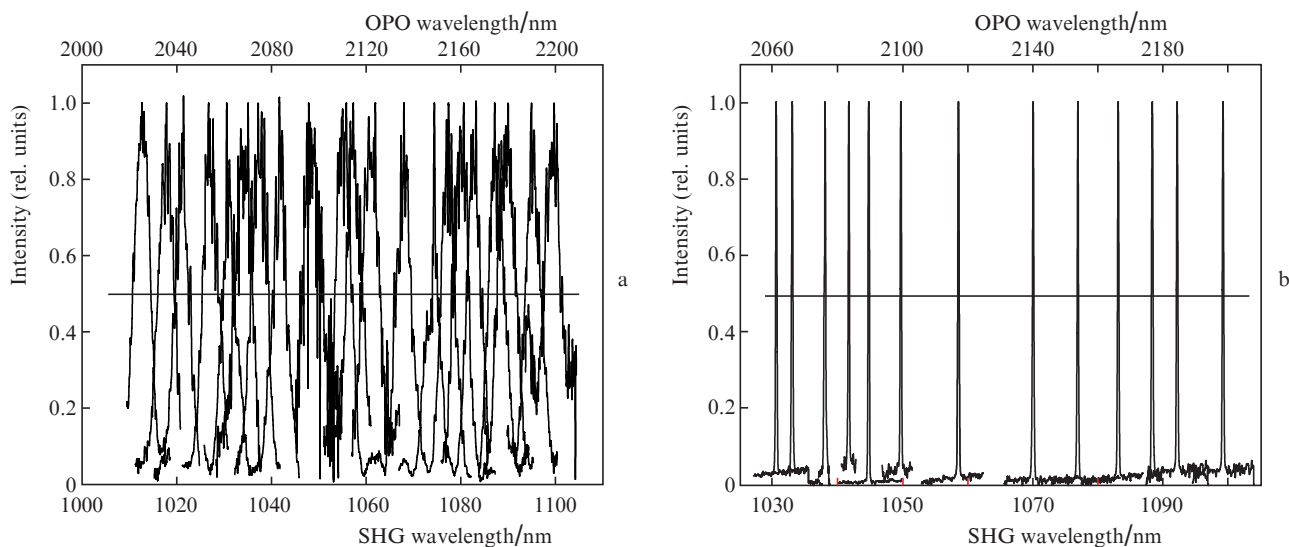 OPO wavelength/nm
2000 2040 2080 2120 2160 2200
Intensity (rel. units)
1.0
0.8
0.6
0.4
0.2
0
1000 1020 1040 1060 1080 1100
SHG wavelength/nm
a
OPO wavelength/nm
2060 2100 2140 2180
Intensity (rel. units)
1.0
0.8
0.6
0.4
0.2
0
1030 1050 1070 1090
SHG wavelength/nm
b